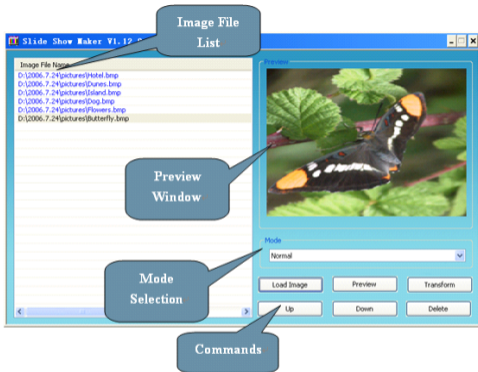 Image File
List
Slide Show Maker V1.12
Image File Name
D:\2006.7.24\pictures\Hotel.bmp
D:\2006.7.24\pictures\Dunes.bmp
D:\2006.7.24\pictures\Island.bmp
D:\2006.7.24\pictures\Dog.bmp
D:\2006.7.24\pictures\Flowers.bmp
D:\2006.7.24\pictures\Butterfly.bmp
Preview
Preview
Window
Mode
Normal
Mode
Selection
Load Image
Preview
Transform
Up
Down
Delete
Commands